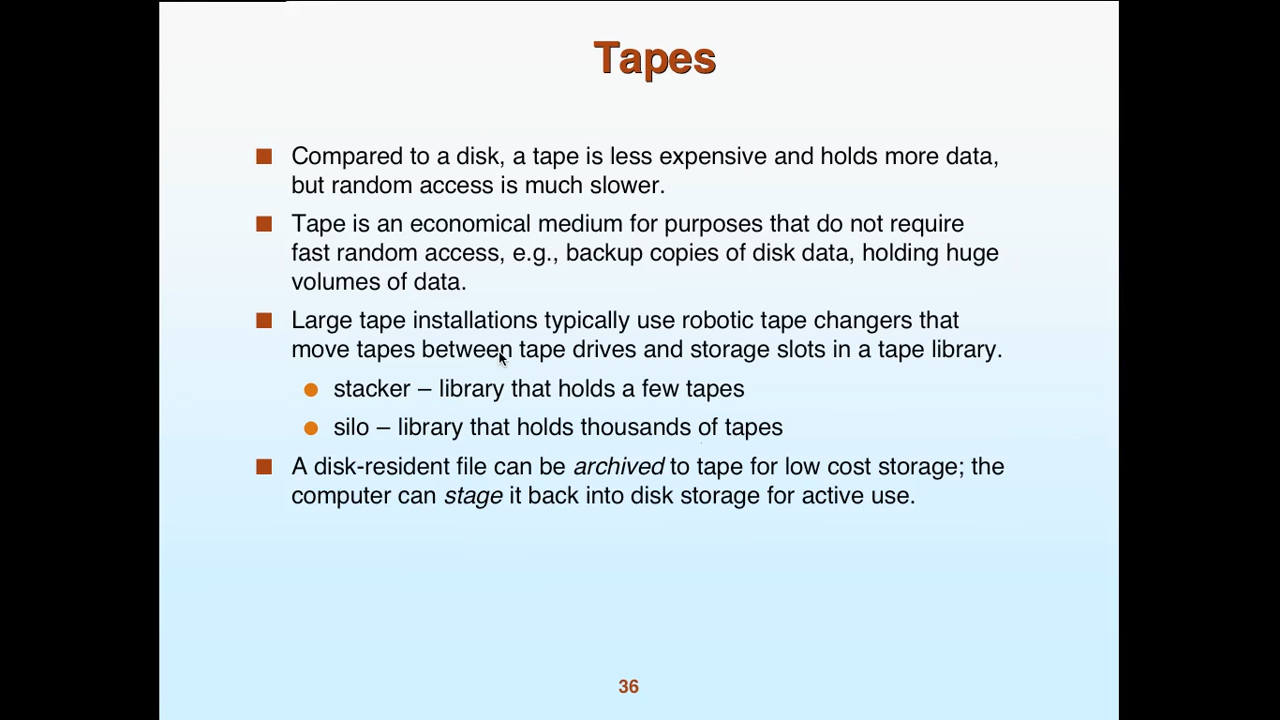 Tapes
Compared to a disk, a tape is less expensive and holds more data,
but random access is much slower.
Tape is an economical medium for purposes that do not require
fast random access, e.g., backup copies of disk data, holding huge
volumes of data.
Large tape installations typically use robotic tape changers that
move tapes between tape drives and storage slots in a tape library.
stacker – library that holds a few tapes
silo – library that holds thousands of tapes
A disk-resident file can be archived to tape for low cost storage; the
computer can stage it back into disk storage for active use.
36